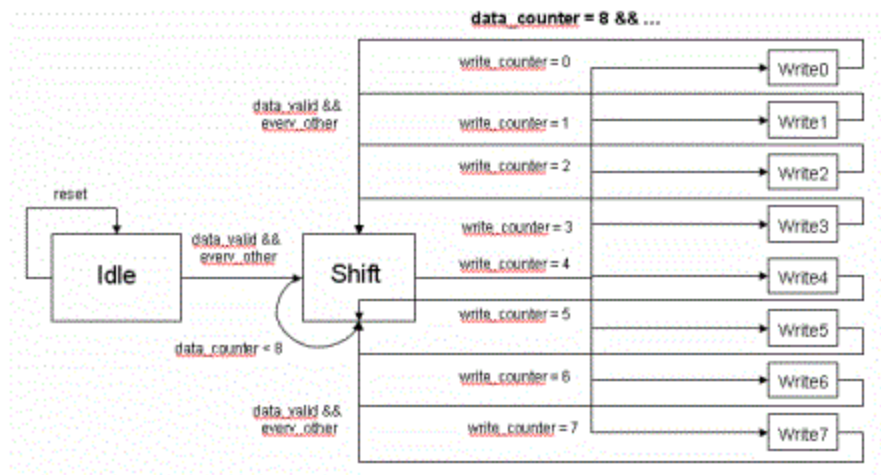 data_counter = 8 && ...
write_counter = 0
Write0
data_valid &&
every_other
write_counter = 1
Write1
write_counter = 2
Write2
reset
write_counter = 3
Write3
data_valid &&
every_other
Idle
Shift
write_counter = 4
Write4
write_counter = 5
Write5
data_counter < 8
write_counter = 6
Write6
data_valid &&
every_other
write_counter = 7
Write7